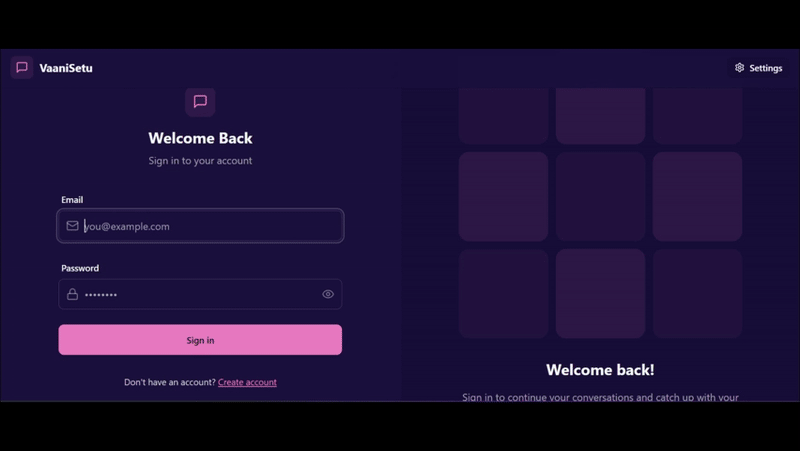 VaaniSetu
Settings
Welcome Back
Sign in to your account
Email
you@example.com
Password
••••••••
Sign in
Don't have an account? Create account
Welcome back!
Sign in to continue your conversations and catch up with your